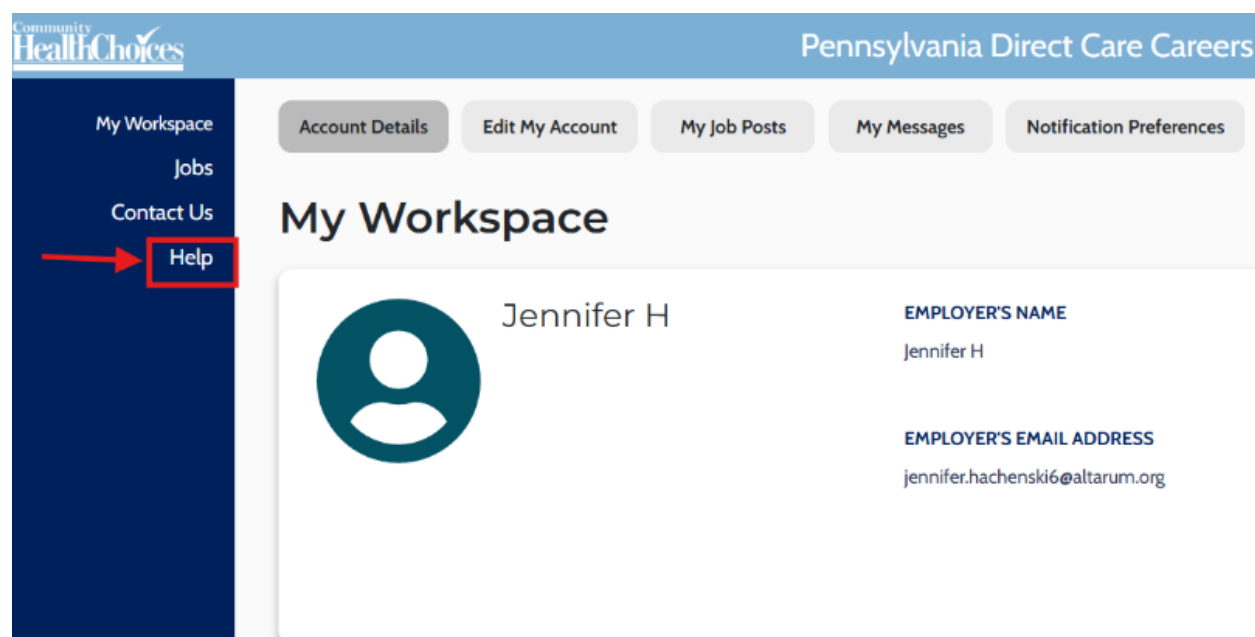 Community
HealthChoices
Pennsylvania Direct Care Careers
My Workspace
Jobs
Contact Us
Help
Account Details
Edit My Account
My Job Posts
My Messages
Notification Preferences
My Workspace
Jennifer H
EMPLOYER'S NAME
Jennifer H
EMPLOYER'S EMAIL ADDRESS
jennifer.hachenski6@altarum.org